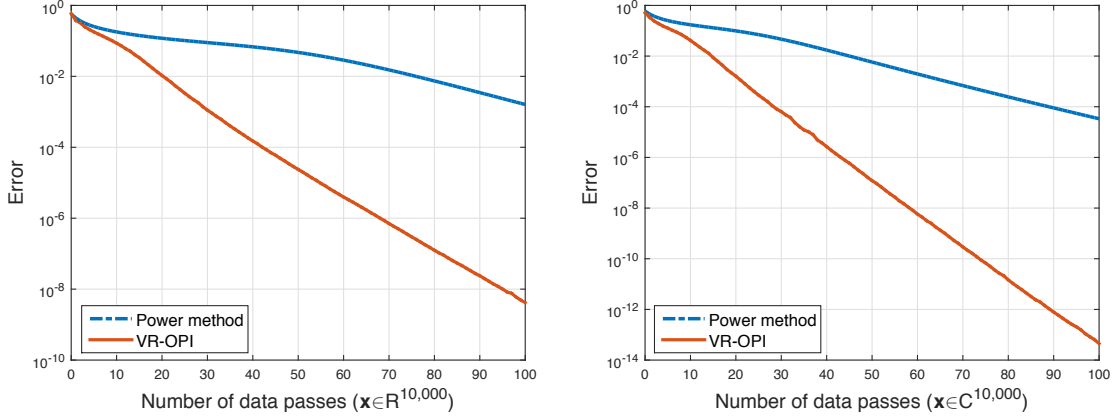 10^0
10^-2
10^-4
10^-6
10^-8
10^-10
Error
0 10 20 30 40 50 60 70 80 90 100
Number of data passes (x∈R^10,000)
Power method
VR-OPI
10^0
10^-2
10^-4
10^-6
10^-8
10^-10
10^-12
10^-14
Error
0 10 20 30 40 50 60 70 80 90 100
Number of data passes (x∈C^10,000)
Power method
VR-OPI